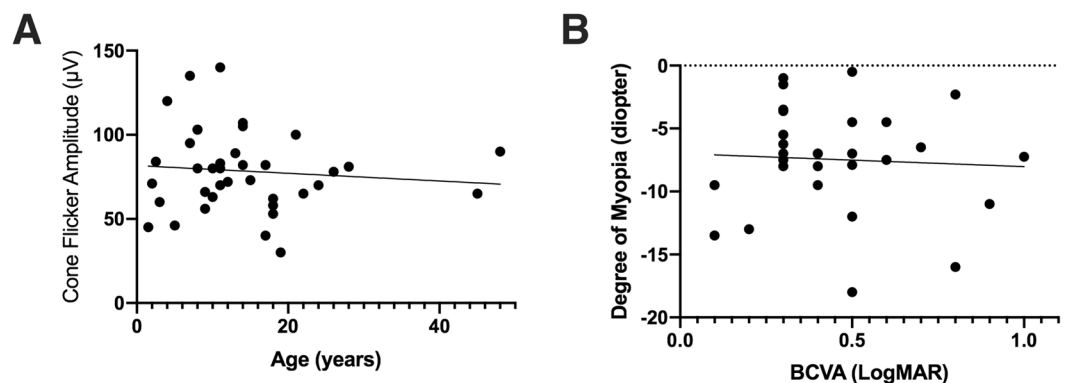 A
B
Cone Flicker Amplitude (µV)
150
100
50
0
0
20
40
Age (years)
Degree of Myopia (diopter)
0
-5
-10
-15
-20
0.0
0.5
1.0
BCVA (LogMAR)